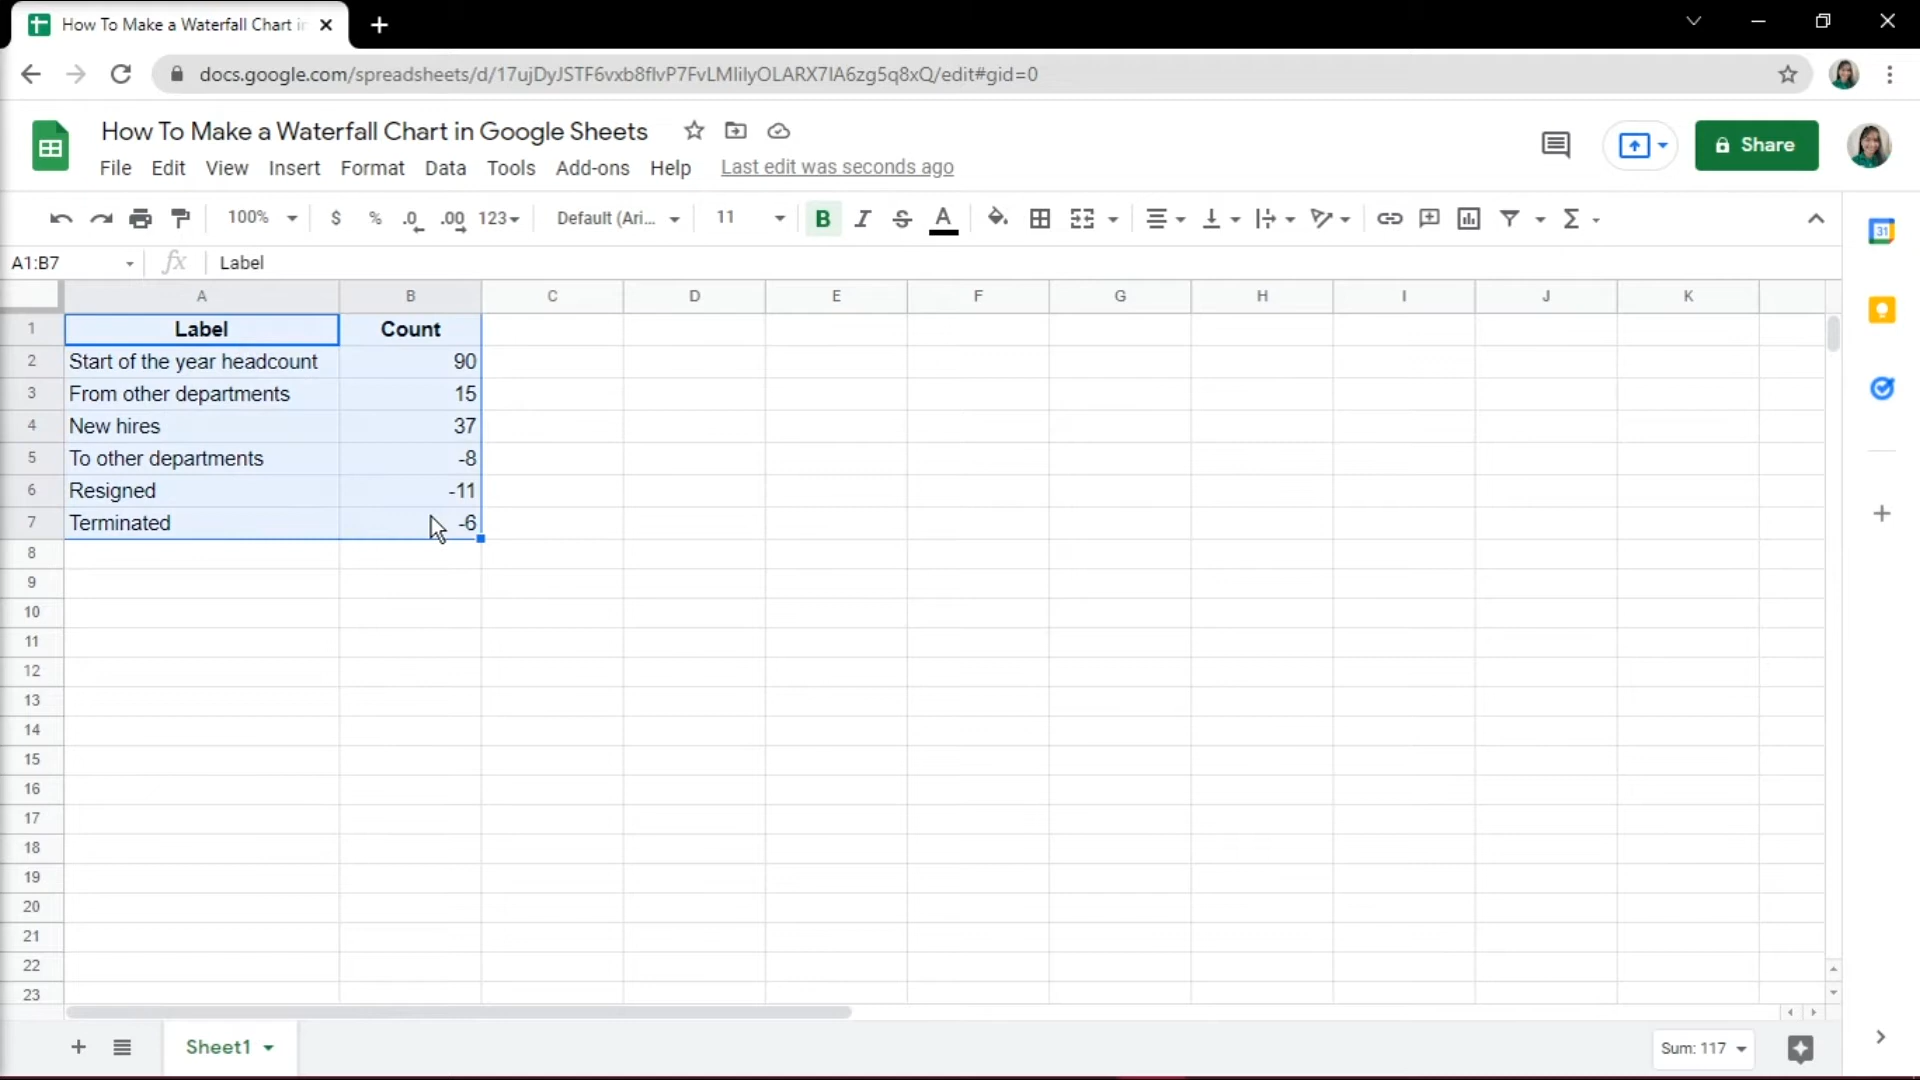 How To Make a Waterfall Chart in
docs.google.com/spreadsheets/d/17ujDyJSTF6vxb8flvP7FvLMliIyOLARX7IA6zg5q8xQ/edit#gid=0
How To Make a Waterfall Chart in Google Sheets
Share
File Edit View Insert Format Data Tools Add-ons Help Last edit was seconds ago
100% $ % .0 .00 123 Default (Ari... 11 B I S A Σ
31
A1:B7 fx Label
A B C D E F G H I J K
1 Label Count
2 Start of the year headcount 90
3 From other departments 15
4 New hires 37
5 To other departments -8
6 Resigned -11
7 Terminated -6
8
9
10
11
12
13
14
15
16
17
18
19
20
21
22
23
Sheet1 Sum: 117